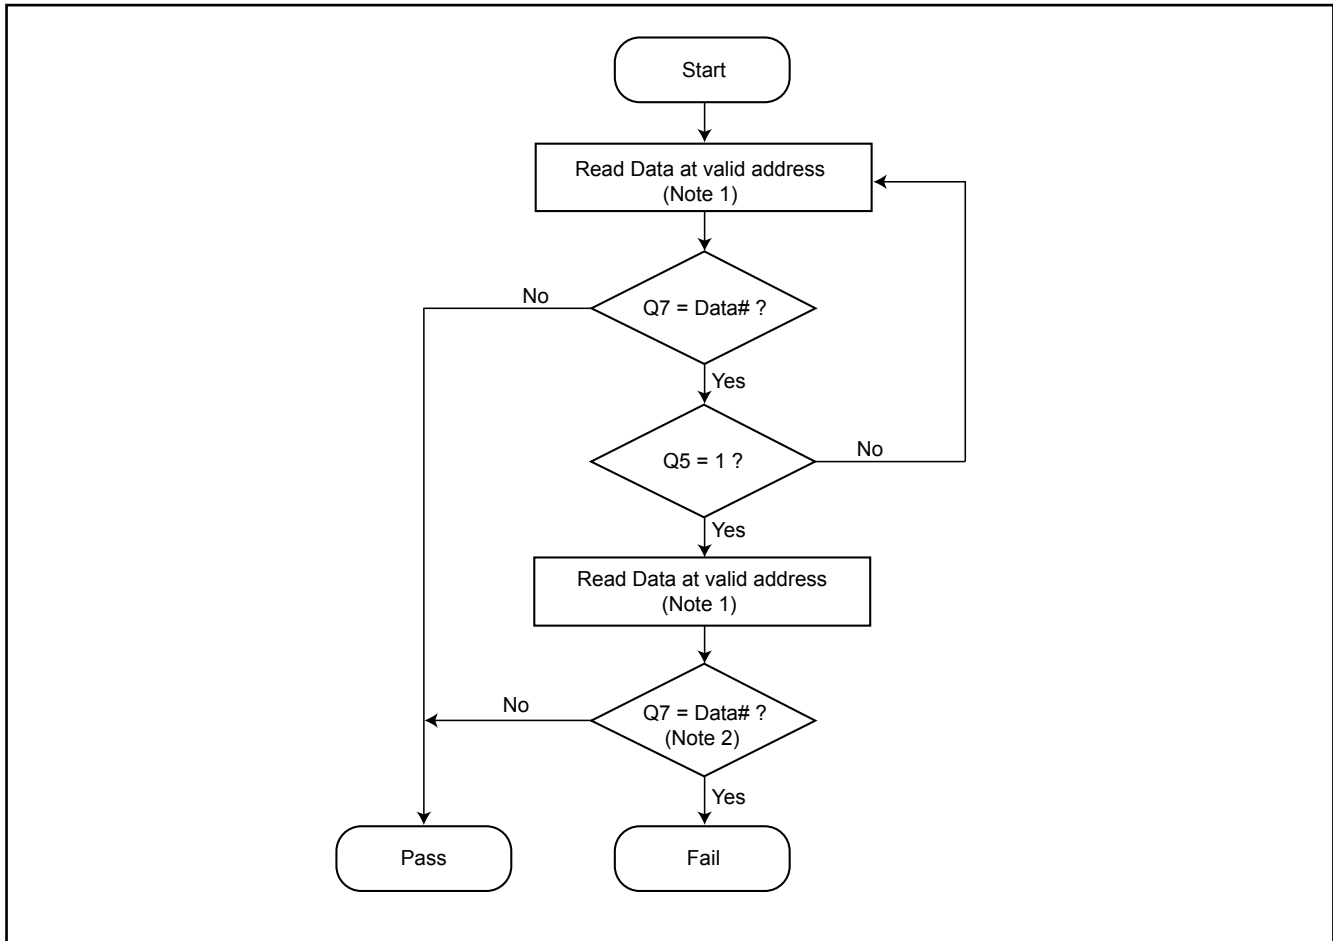 Start
Read Data at valid address
(Note 1)
No
Q7 = Data# ?
Yes
Q5 = 1 ?
No
Yes
Read Data at valid address
(Note 1)
No
Q7 = Data# ?
(Note 2)
Yes
Pass
Fail